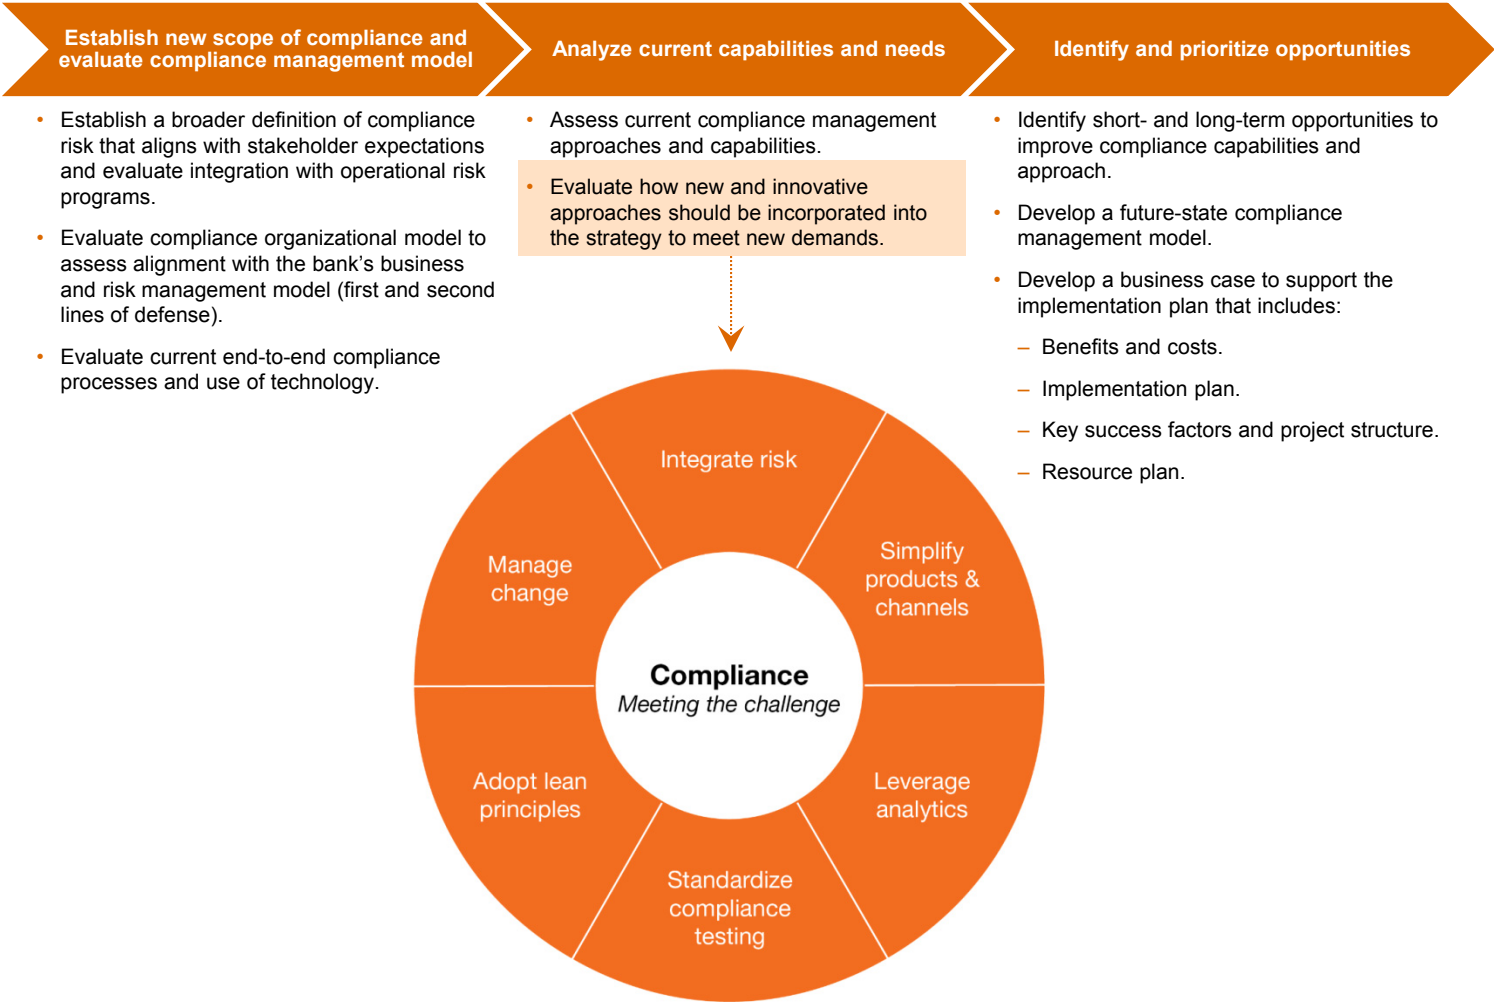 Establish new scope of compliance and
evaluate compliance management model
Analyze current capabilities and needs
Identify and prioritize opportunities
• Establish a broader definition of compliance
risk that aligns with stakeholder expectations
and evaluate integration with operational risk
programs.
• Evaluate compliance organizational model to
assess alignment with the bank’s business
and risk management model (first and second
lines of defense).
• Evaluate current end-to-end compliance
processes and use of technology.
• Assess current compliance management
approaches and capabilities.
• Evaluate how new and innovative
approaches should be incorporated into
the strategy to meet new demands.
• Identify short- and long-term opportunities to
improve compliance capabilities and
approach.
• Develop a future-state compliance
management model.
• Develop a business case to support the
implementation plan that includes:
– Benefits and costs.
– Implementation plan.
– Key success factors and project structure.
– Resource plan.
Integrate risk
Simplify
products &
channels
Leverage
analytics
Standardize
compliance
testing
Adopt lean
principles
Manage
change
Compliance
Meeting the challenge